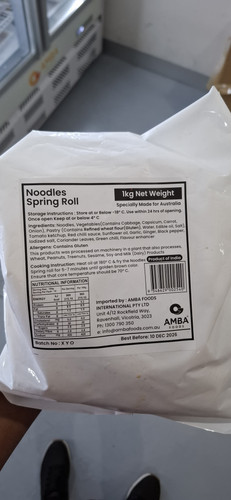 Noodles
Spring Roll
1kg Net Weight
Specially Made for Australia
Storage Instructions : Store at or Below -18° C. Use within 24 hrs of opening.
Once open Keep at or below 4° C
Ingredients: Noodles, Vegetables(Cabbage, Capsicum, Carrot,
Onion), Pastry (Contains Refined wheat flour(Gluten), Water Edible oil, Salt)
Tomato ketchup, Red chilli sauce, Sunflower oil, Garlic, Ginger, Black pepper,
Iodized salt, Coriander Leaves, Green chilli, Flavour enhancer.
Allergens: Contains Gluten
This products was processed on machinery in a plant that also processes,
Wheat, Peanuts, Treenuts, Sesame, Soy and Milk (Dairy) Products
Cooking Instruction: Heat oil at 180° C & fry the Noodles
Spring roll for 5-7 minutes until golden brown color
Ensure that core temperature should be 70° C.
Product of India
NUTRITIONAL INFORMATION
Imported by : AMBA FOODS
INTERNATIONAL PTY LTD
Unit 4/12 Rockfield Way,
Ravenhall, Victoria, 3023
Ph: 1300 790 350
e: info@ambafoods.com.au
AMBA
FOODS
Batch No : K Y O
Best Before: 10 DEC 2025